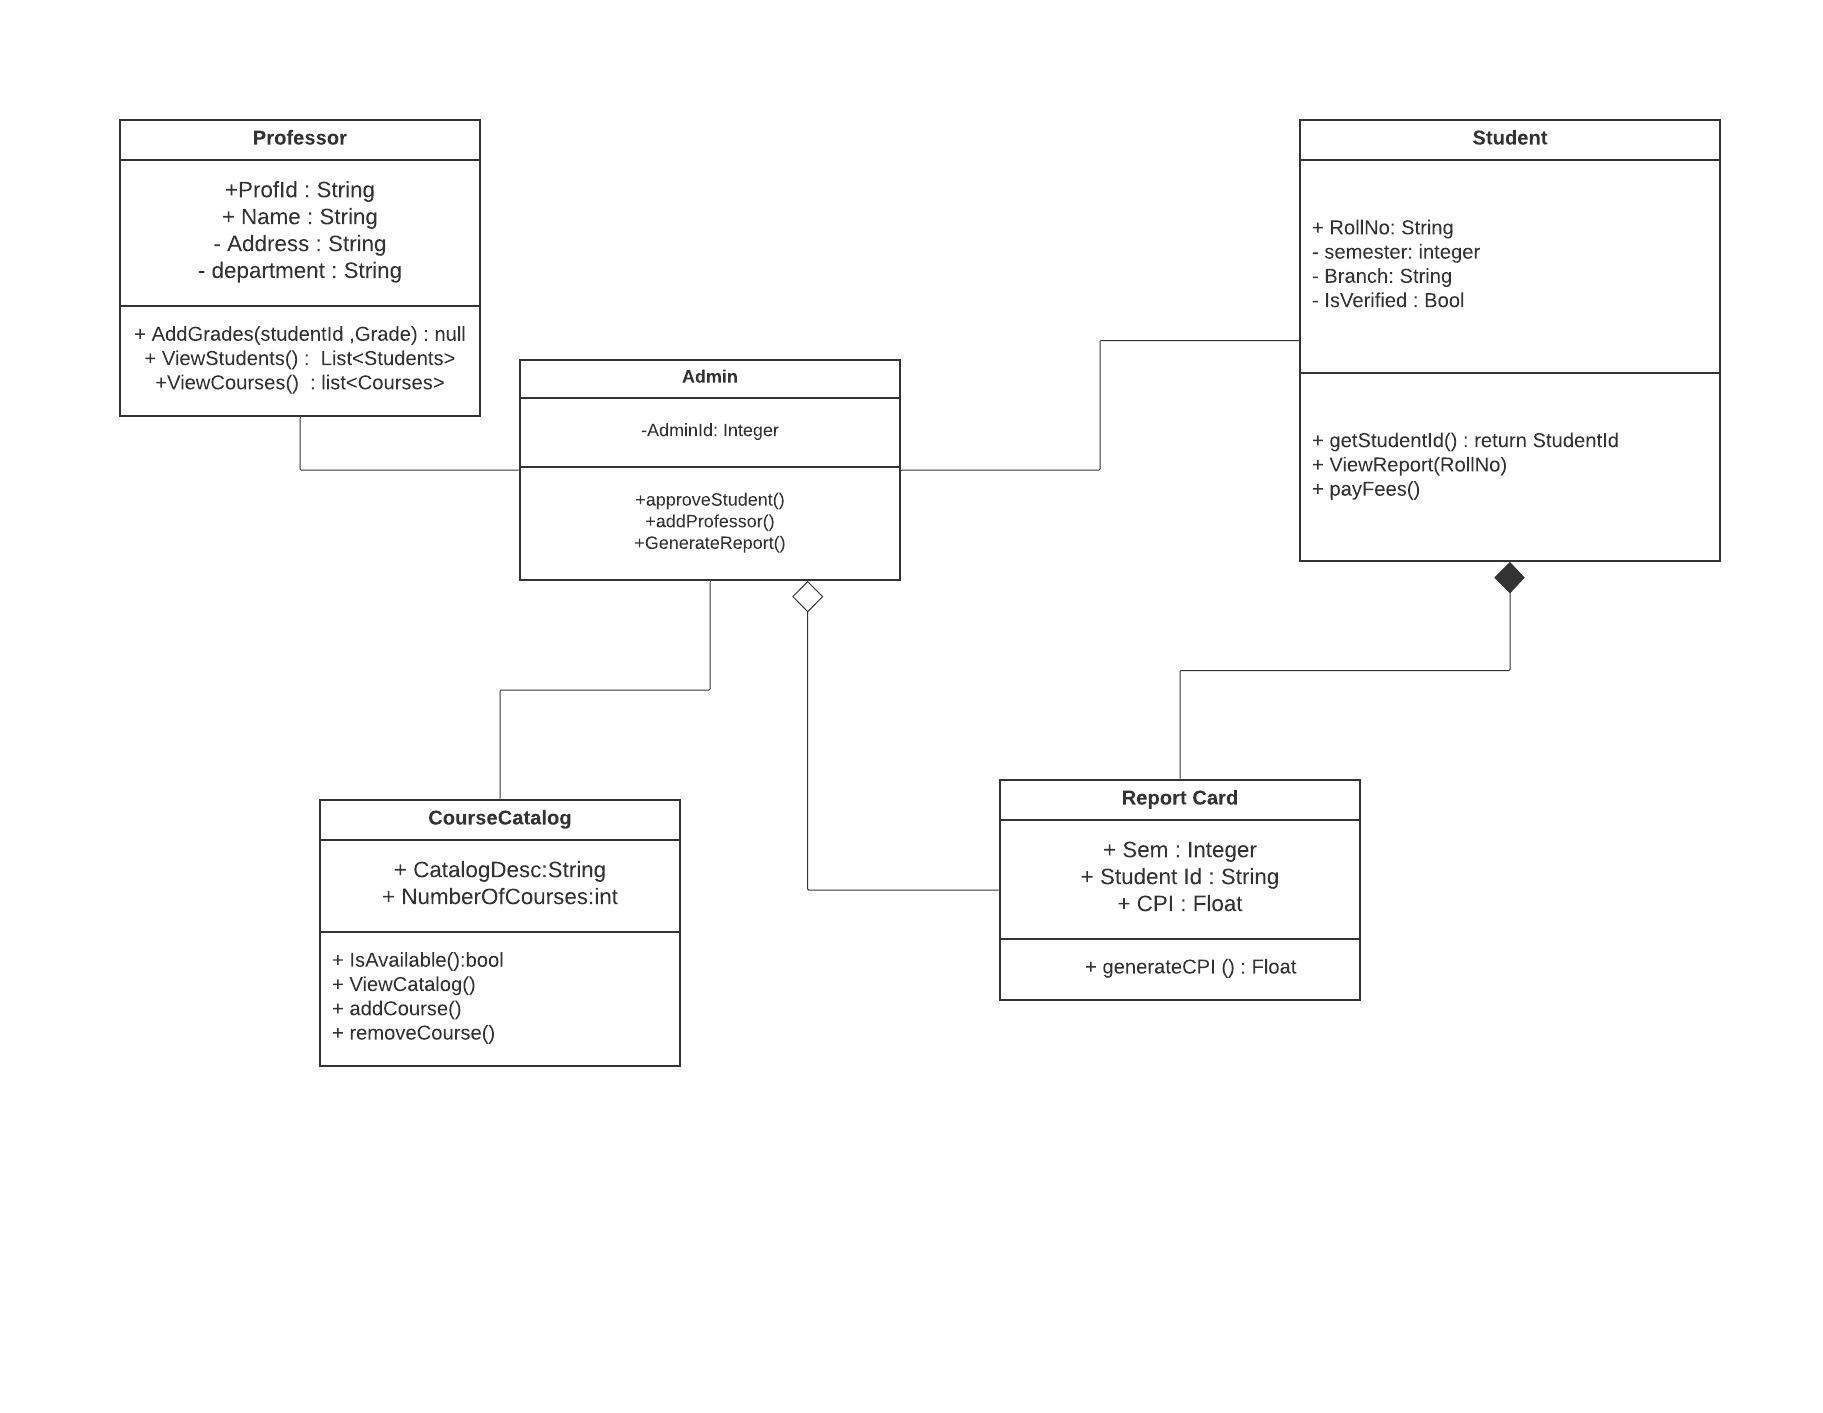 Professor
+ProfId : String
+ Name : String
- Address : String
- department : String
+ AddGrades(studentId ,Grade) : null
+ ViewStudents() :  List<Students>
+ViewCourses()  : list<Courses>
Student
+ RollNo: String
- semester: integer
- Branch: String
- IsVerified : Bool
+ getStudentId() : return StudentId
+ ViewReport(RollNo)
+ payFees()
Admin
-AdminId: Integer
+approveStudent()
+addProfessor()
+GenerateReport()
CourseCatalog
+ CatalogDesc:String
+ NumberOfCourses:int
+ IsAvailable():bool
+ ViewCatalog()
+ addCourse()
+ removeCourse()
Report Card
+ Sem : Integer
+ Student Id : String
+ CPI : Float
+ generateCPI () : Float